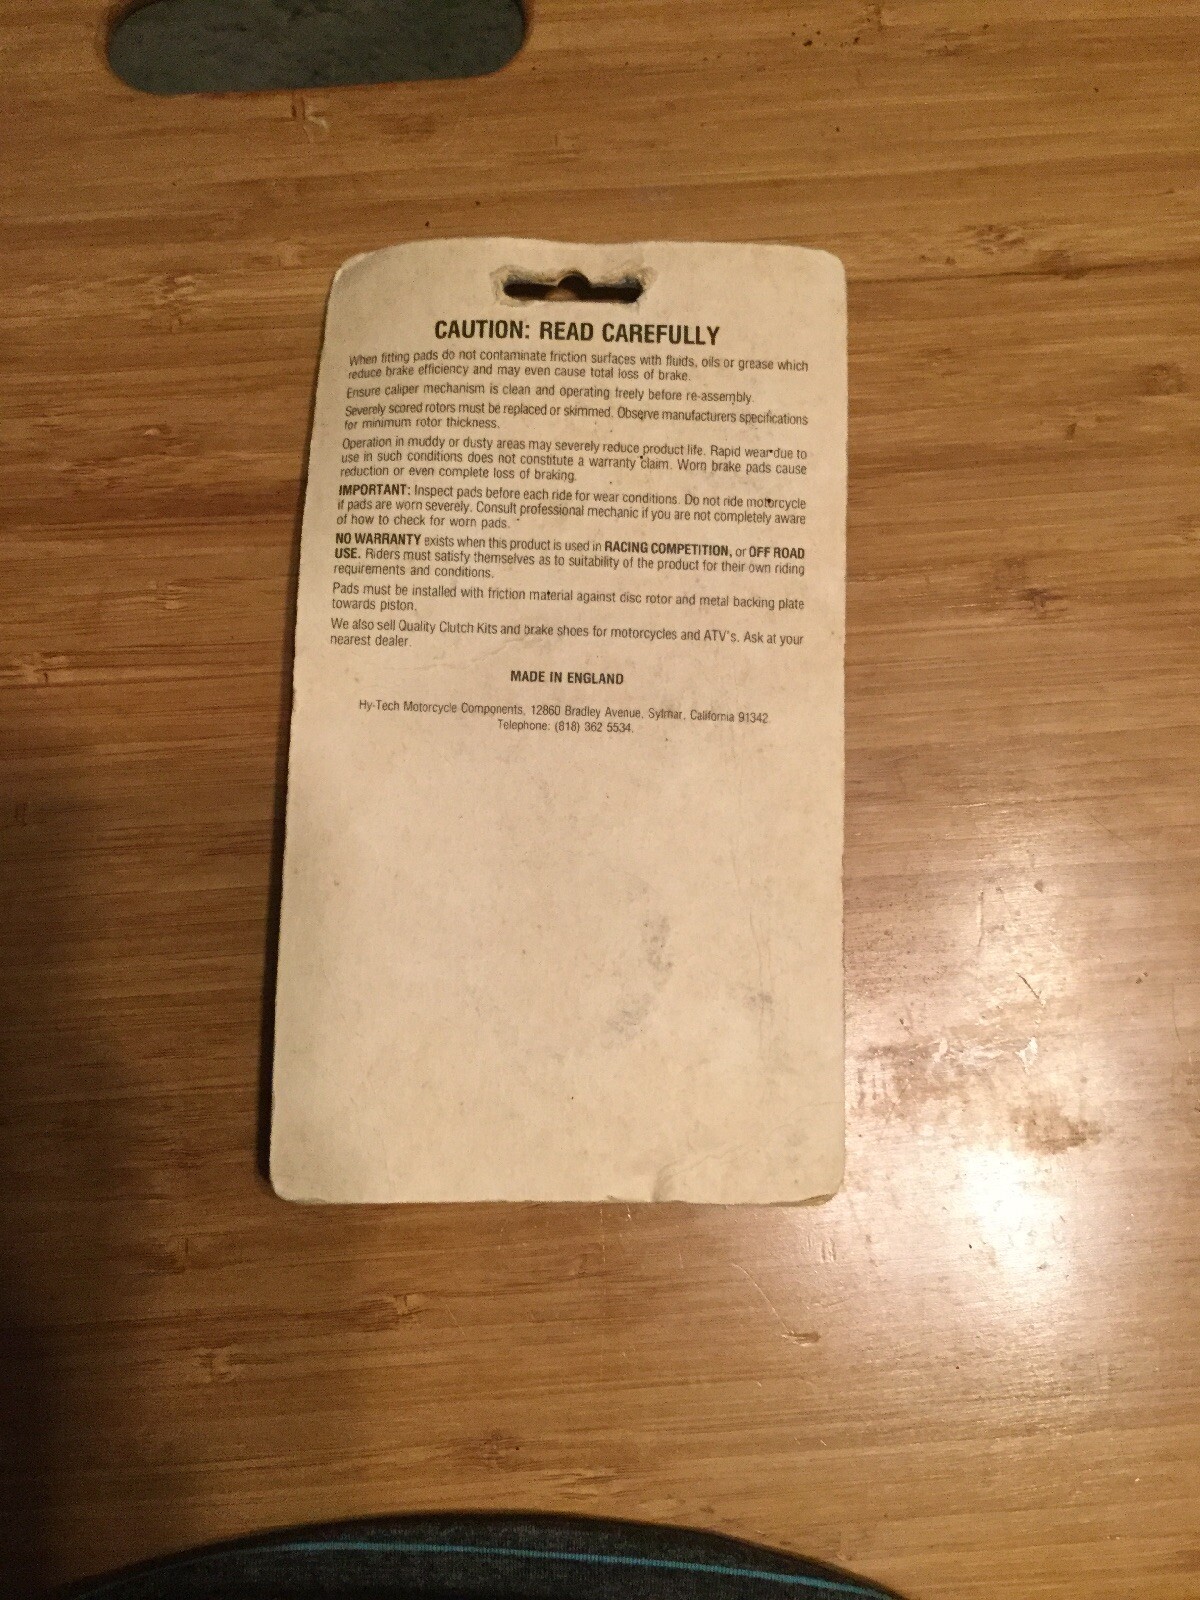 CAUTION: READ CAREFULLY
When fitting pads do not contaminate friction surfaces with fluids, oils or grease which
reduce brake efficiency and may even cause total loss of brake.
Ensure caliper mechanism is clean and operating freely before re-assembly.
Severely scored rotors must be replaced or skimmed. Observe manufacturers specifications
for minimum rotor thickness.
Operation in muddy or dusty areas may severely reduce product life. Rapid wear due to
use in such conditions does not constitute a warranty claim. Worn brake pads cause
reduction or even complete loss of braking.
IMPORTANT: Inspect pads before each ride for wear conditions. Do not ride motorcycle
if pads are worn severely. Consult professional mechanic if you are not completely aware
of how to check for worn pads.
NO WARRANTY exists when this product is used in RACING COMPETITION, or OFF ROAD
USE. Riders must satisfy themselves as to suitability of the product for their own riding
requirements and conditions.
Pads must be installed with friction material against disc rotor and metal backing plate
towards piston.
We also sell Quality Clutch Kits and brake shoes for motorcycles and ATV's. Ask at your
nearest dealer.
MADE IN ENGLAND
Hy-Tech Motorcycle Components, 12860 Bradley Avenue, Sylmar, California 91342
Telephone: (818) 362 5534.